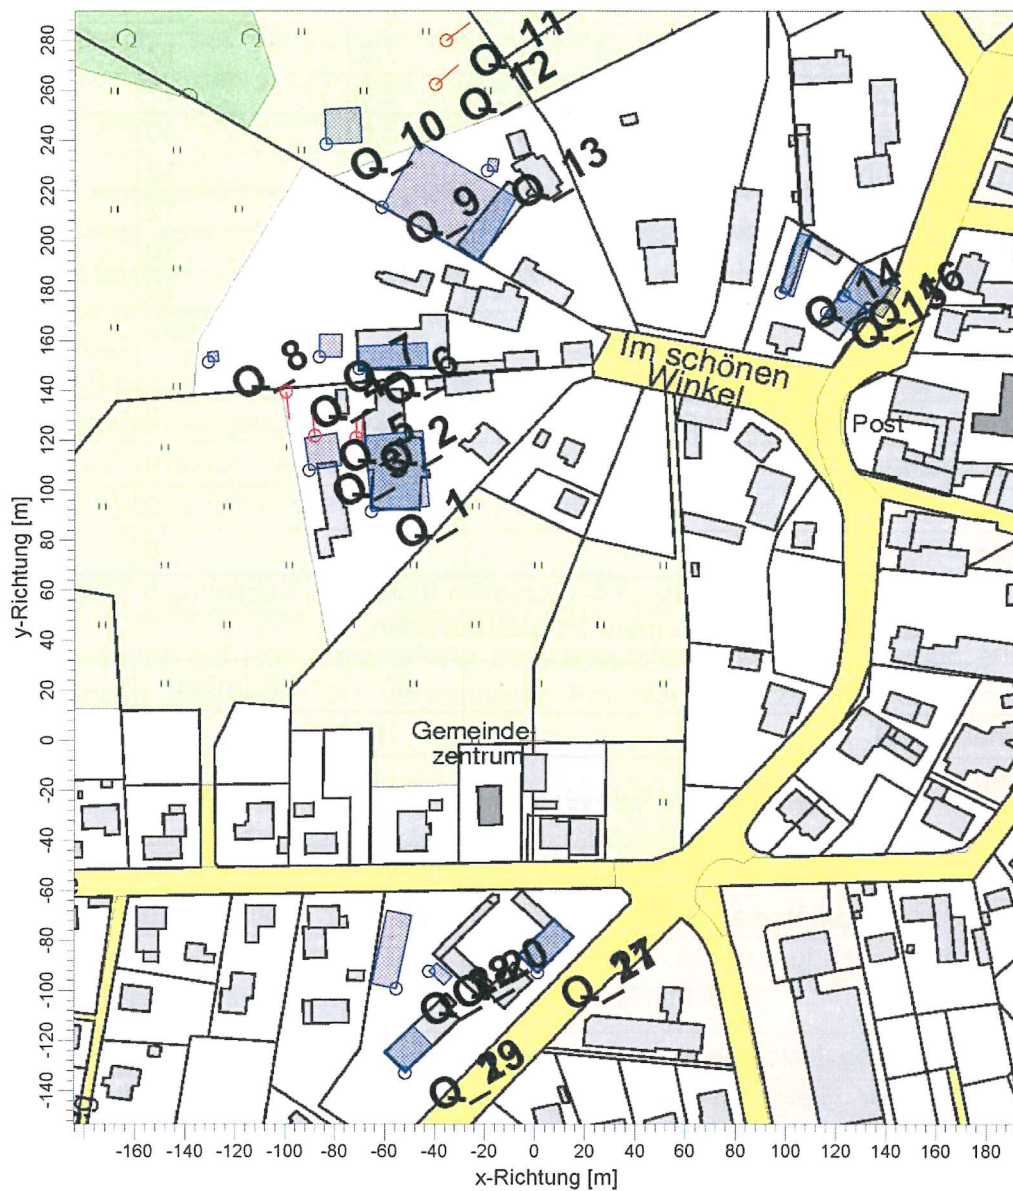 280
260
240
220
200
280
180
160
140
120
100
80
60
40
20
0
-20
-40
-60
-80
-100
-120
-140
y-Richtung [m]
Q_11
Q_12
Q_10
Q_13
Q_9
Q_14
Q_16
Q_8
Q_7
Q_6
Q_5
Q_2
Q_1
Im schönen
Winkel
Post
Gemeinde-
zentrum
Q_20
Q_29
-160 -140 -120 -100 -80 -60 -40 -20 0 20 40 60 80 100 120 140 160 180
x-Richtung [m]